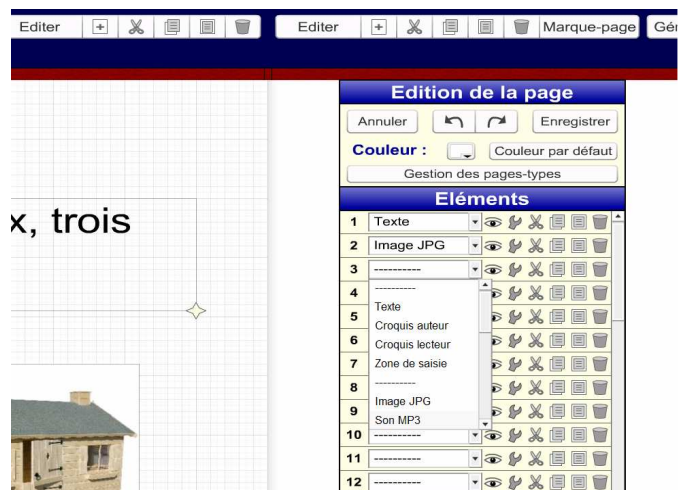 Editer
Editer
Marque-page
Edition de la page
Annuler
Enregistrer
Couleur :
Couleur par défaut
Gestion des pages-types
Eléments
x, trois
1 Texte
2 Image JPG
3 ----------
4 ----------
Texte
5
Croquis auteur
6 Croquis lecteur
7 Zone de saisie
8 ----------
9 Image JPG
Son MP3
10 ----------
11 ----------
12 ----------